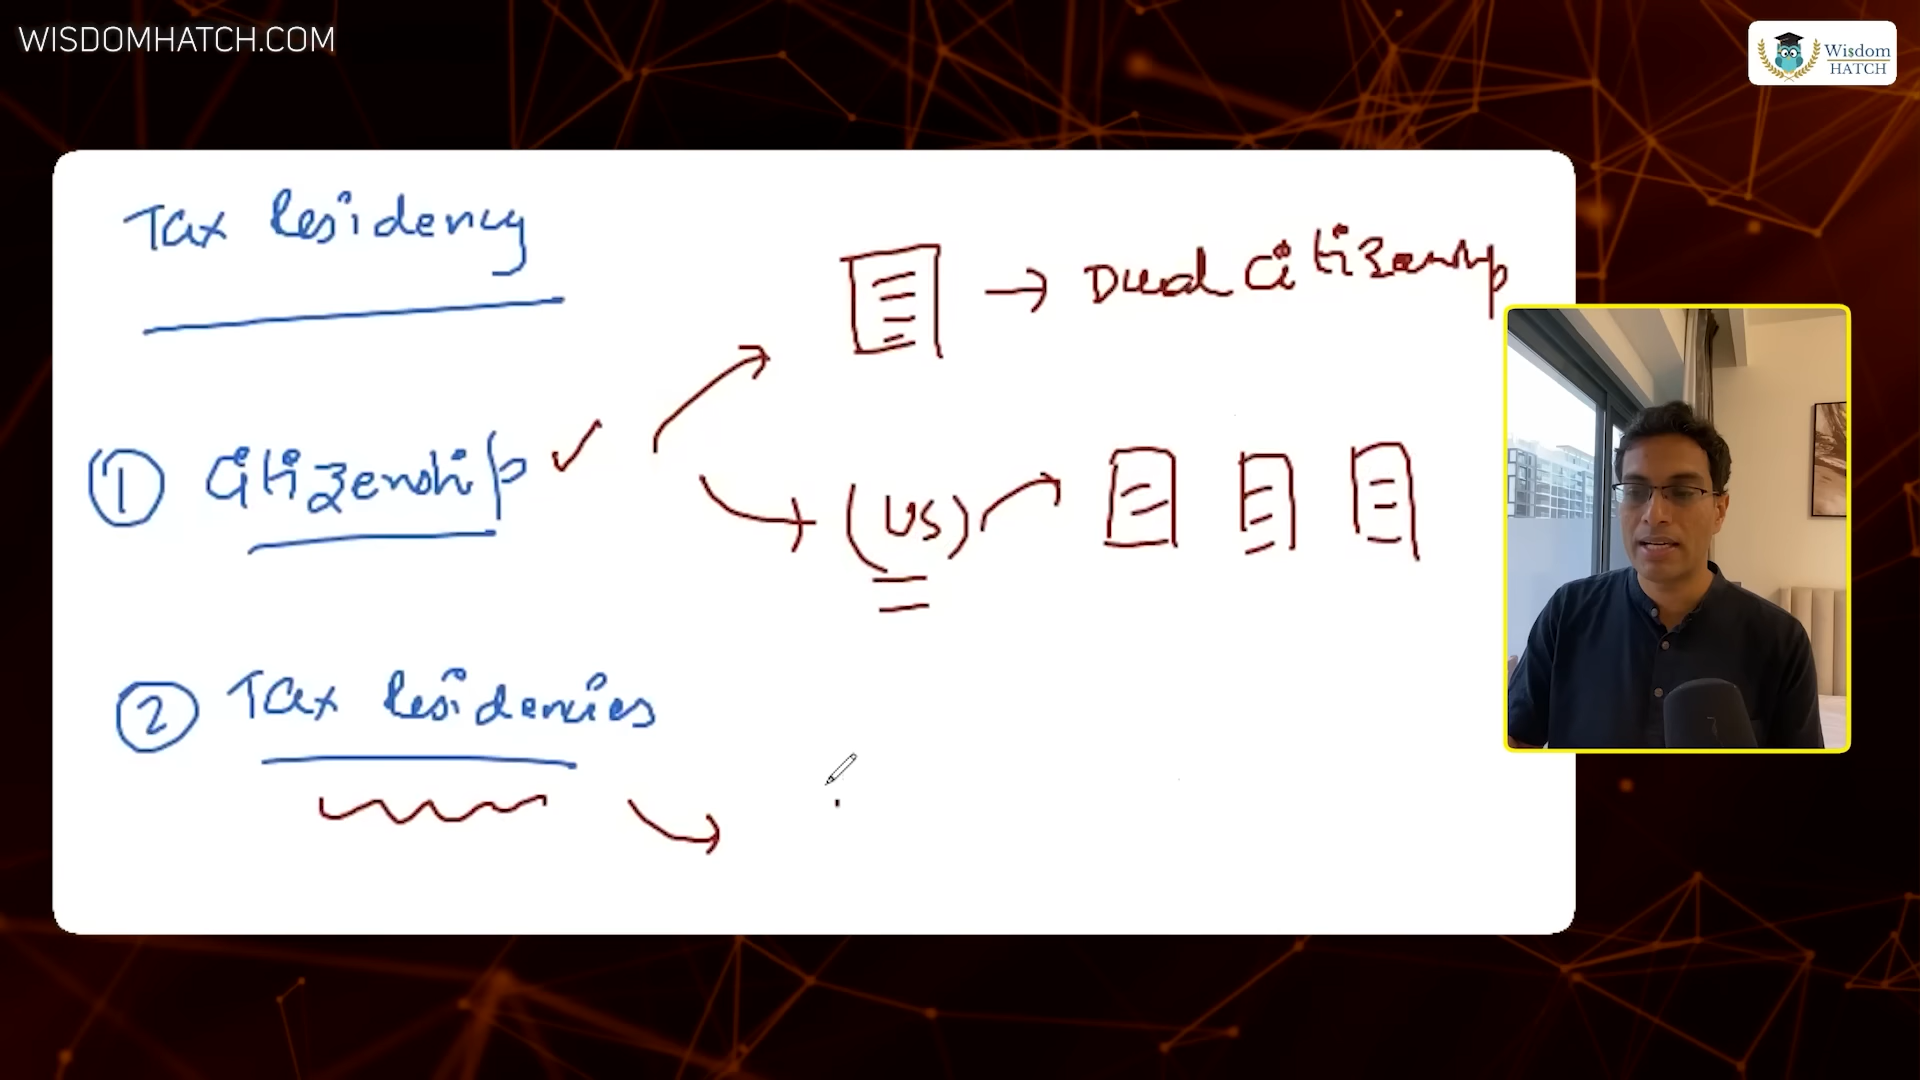 WISDOMHATCH.COM
Wisdom
HATCH
Tax Residency
→ Dual Citizenship
① Citizenship ✓
(US)
② Tax Residencies